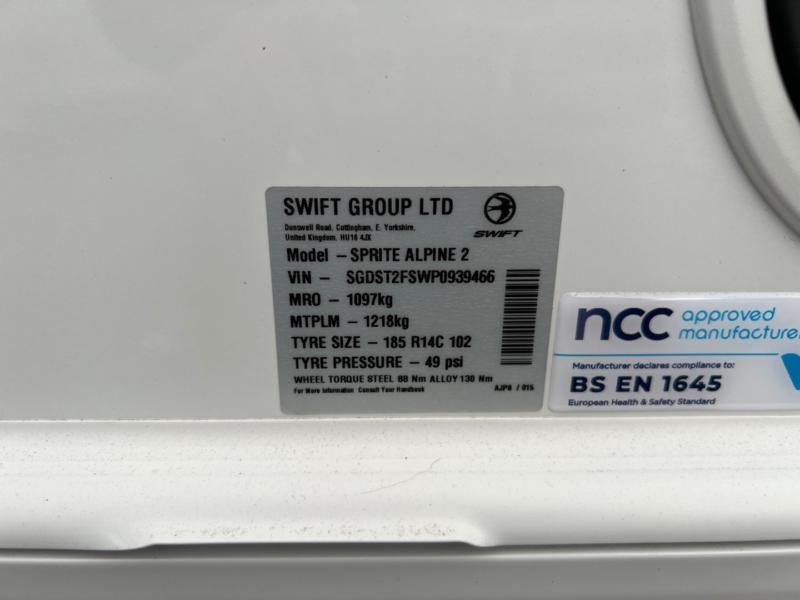 SWIFT GROUP LTD
Dunswell Road, Cottingham, E. Yorkshire,
United Kingdom, HU16 4JX
SWIFT
Model – SPRITE ALPINE 2
VIN – SGDST2FSWP0939466
MRO – 1097kg
MTPLM – 1218kg
TYRE SIZE – 185 R14C 102
TYRE PRESSURE – 49 psi
WHEEL TORQUE STEEL 88 Nm ALLOY 130 Nm
For More Information Consult Your Handbook
AJP8 / 015
ncc approved
manufacturer
Manufacturer declares compliance to:
BS EN 1645
European Health & Safety Standard